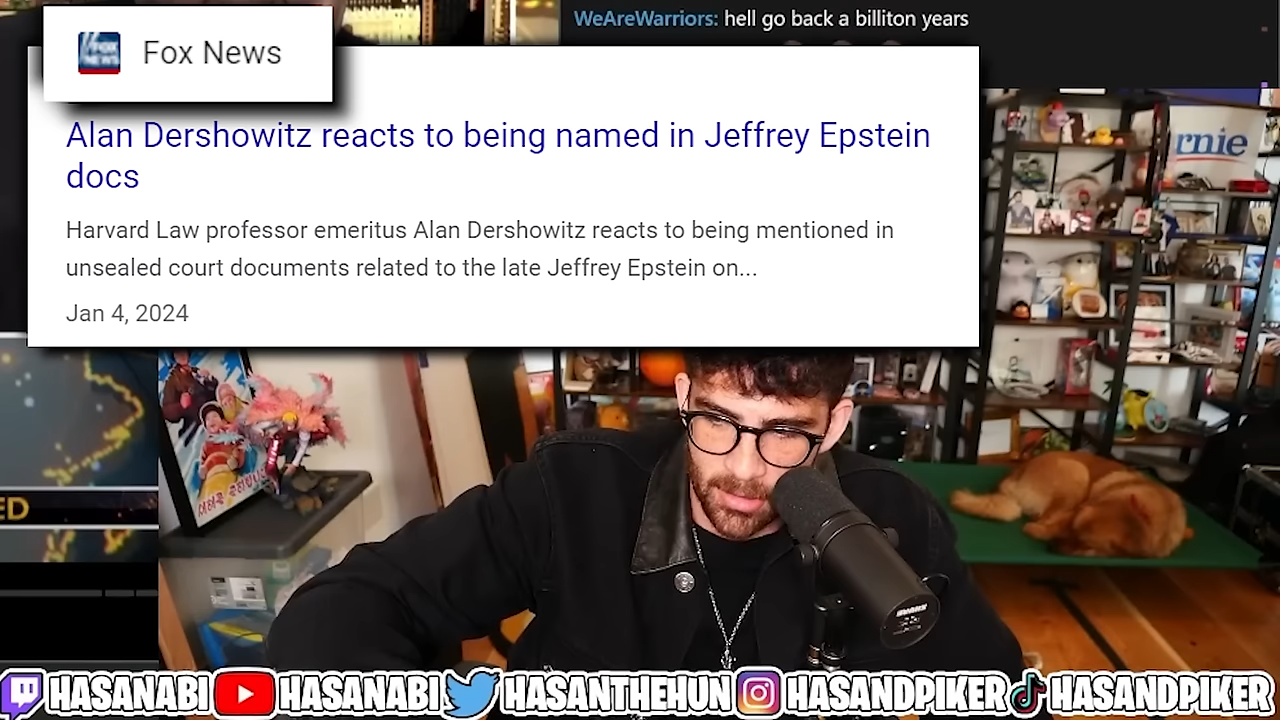 WeAreWarriors: hell go back a billiton years
FOX
NEWS
Fox News
Alan Dershowitz reacts to being named in Jeffrey Epstein
docs
Harvard Law professor emeritus Alan Dershowitz reacts to being mentioned in
unsealed court documents related to the late Jeffrey Epstein on...
Jan 4, 2024
rnie
ED
HASANABI HASANABI HASANTHEHUN HASANDPIKER HASANDPIKER